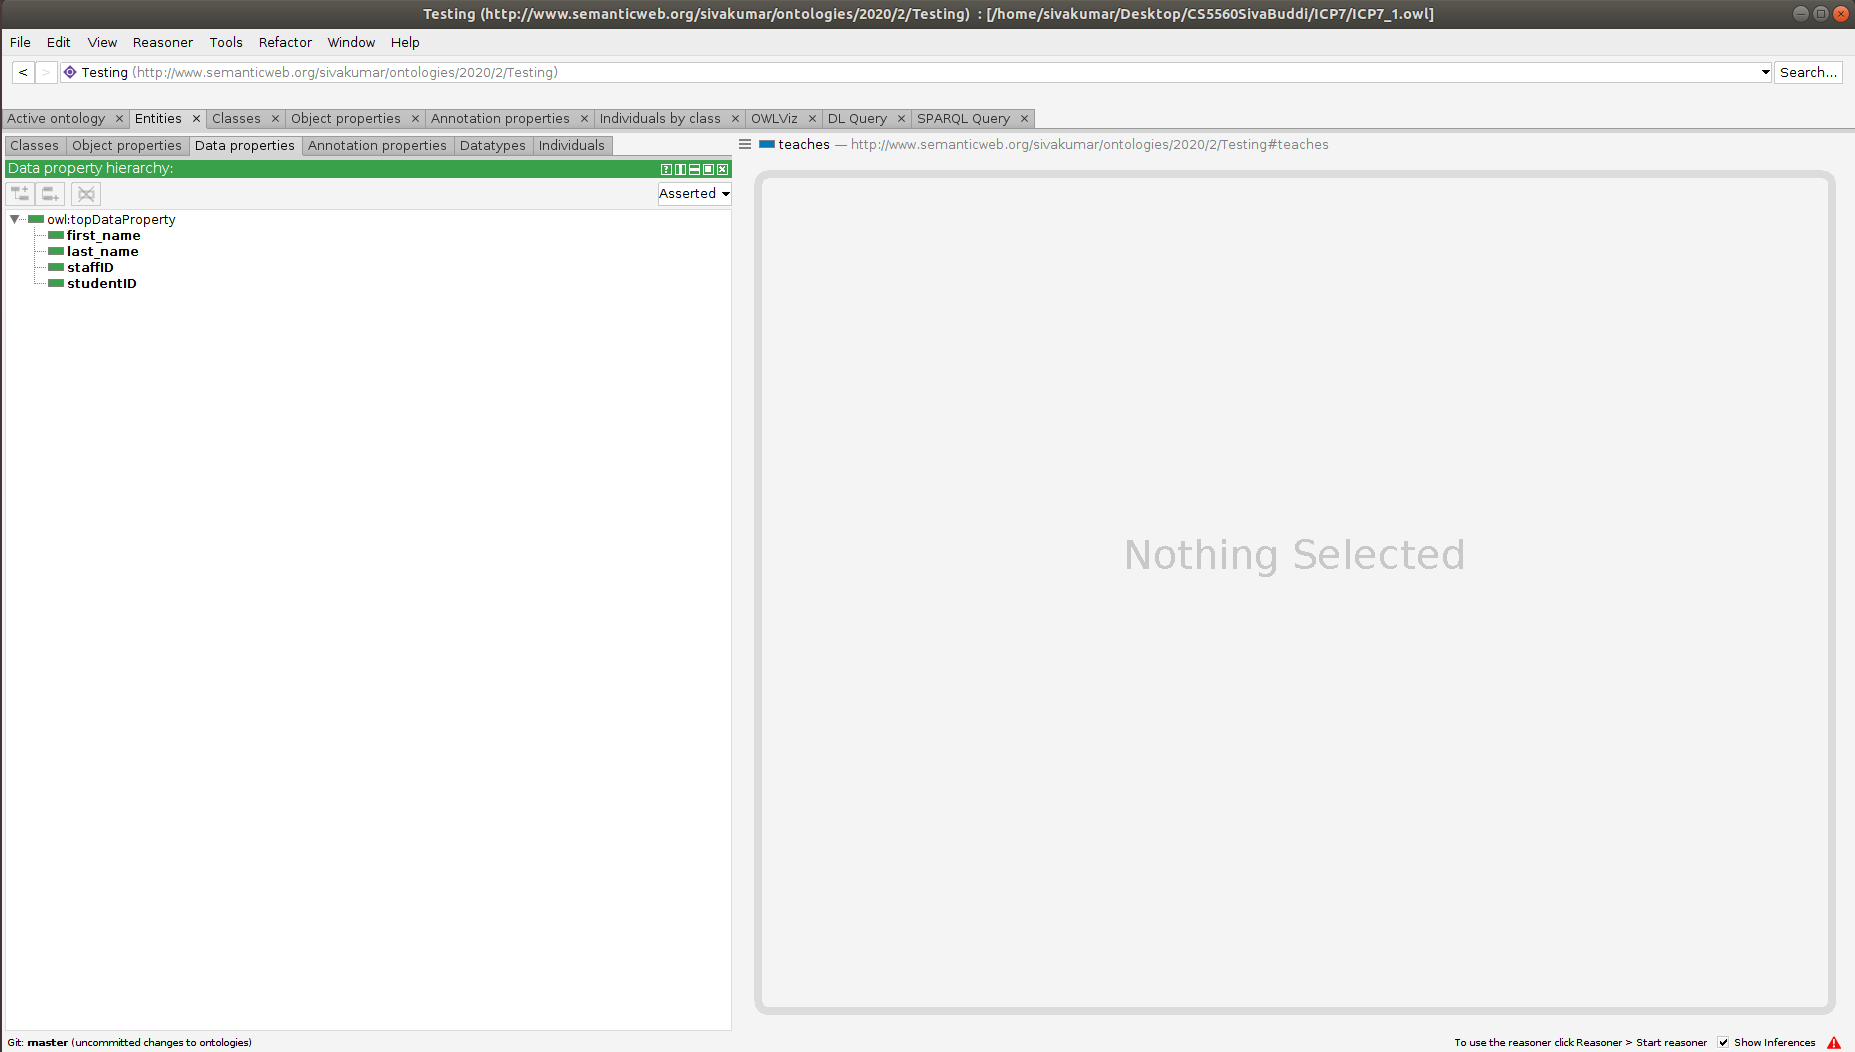 Testing (http://www.semanticweb.org/sivakumar/ontologies/2020/2/Testing) : [/home/sivakumar/Desktop/CS5560SivaBuddi/ICP7/ICP7_1.owl]
File Edit View Reasoner Tools Refactor Window Help
< > Testing (http://www.semanticweb.org/sivakumar/ontologies/2020/2/Testing) Search...
Active ontology × Entities × Classes × Object properties × Annotation properties × Individuals by class × OWLViz × DL Query × SPARQL Query ×
Classes Object properties Data properties Annotation properties Datatypes Individuals
teaches — http://www.semanticweb.org/sivakumar/ontologies/2020/2/Testing#teaches
Data property hierarchy:
Asserted
owl:topDataProperty
first_name
last_name
staffID
studentID
Nothing Selected
Git: master (uncommitted changes to ontologies)
To use the reasoner click Reasoner > Start reasoner Show Inferences